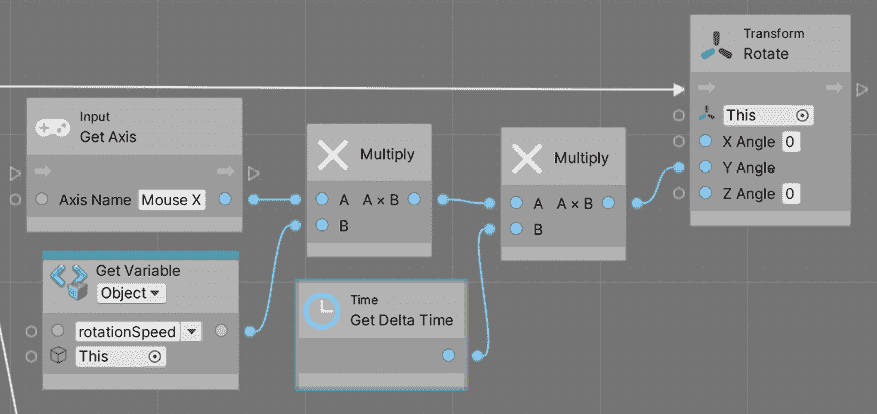 Transform
Rotate
This
X Angle 0
Y Angle
Z Angle 0
Input
Get Axis
Axis Name Mouse X
Multiply
A A × B
B
Multiply
A A × B
B
Get Variable
Object
rotationSpeed
This
Time
Get Delta Time